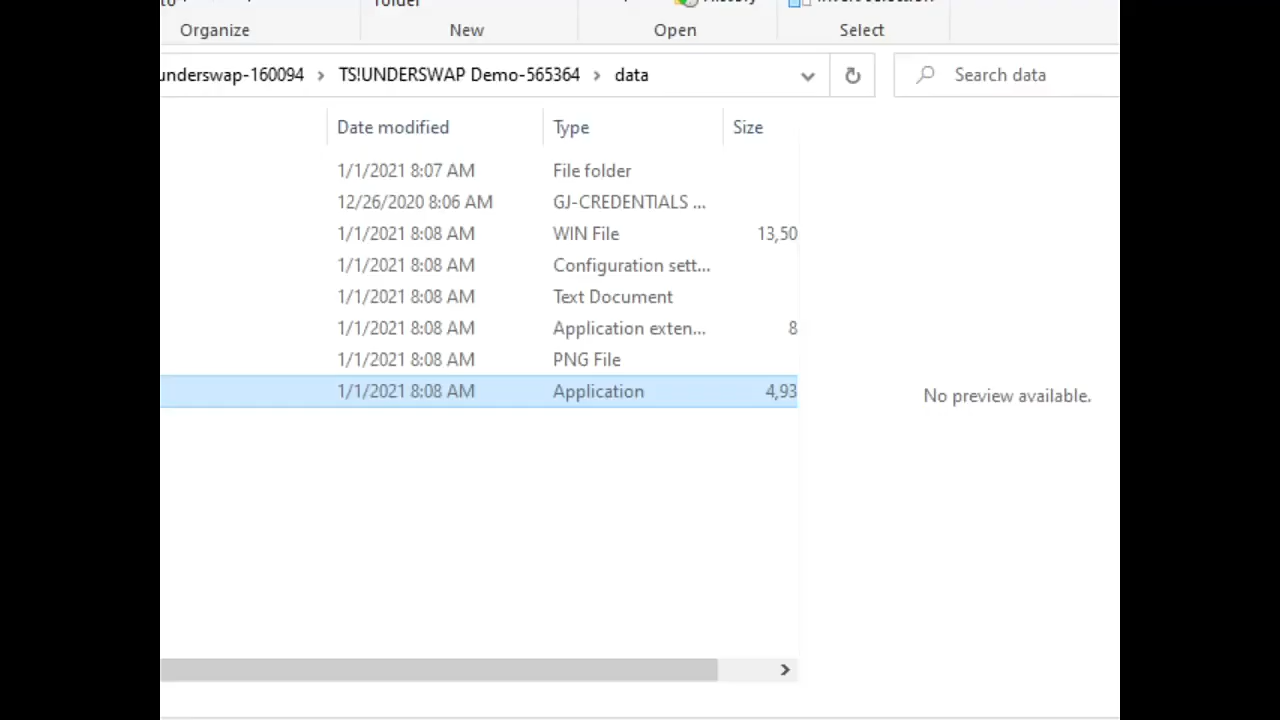 folder
Organize New Open Select
underswap-160094 › TS!UNDERSWAP Demo-565364 › data Search data
Date modified Type Size
1/1/2021 8:07 AM File folder
12/26/2020 8:06 AM GJ-CREDENTIALS ...
1/1/2021 8:08 AM WIN File 13,50
1/1/2021 8:08 AM Configuration sett...
1/1/2021 8:08 AM Text Document
1/1/2021 8:08 AM Application exten... 8
1/1/2021 8:08 AM PNG File
1/1/2021 8:08 AM Application 4,93
No preview available.